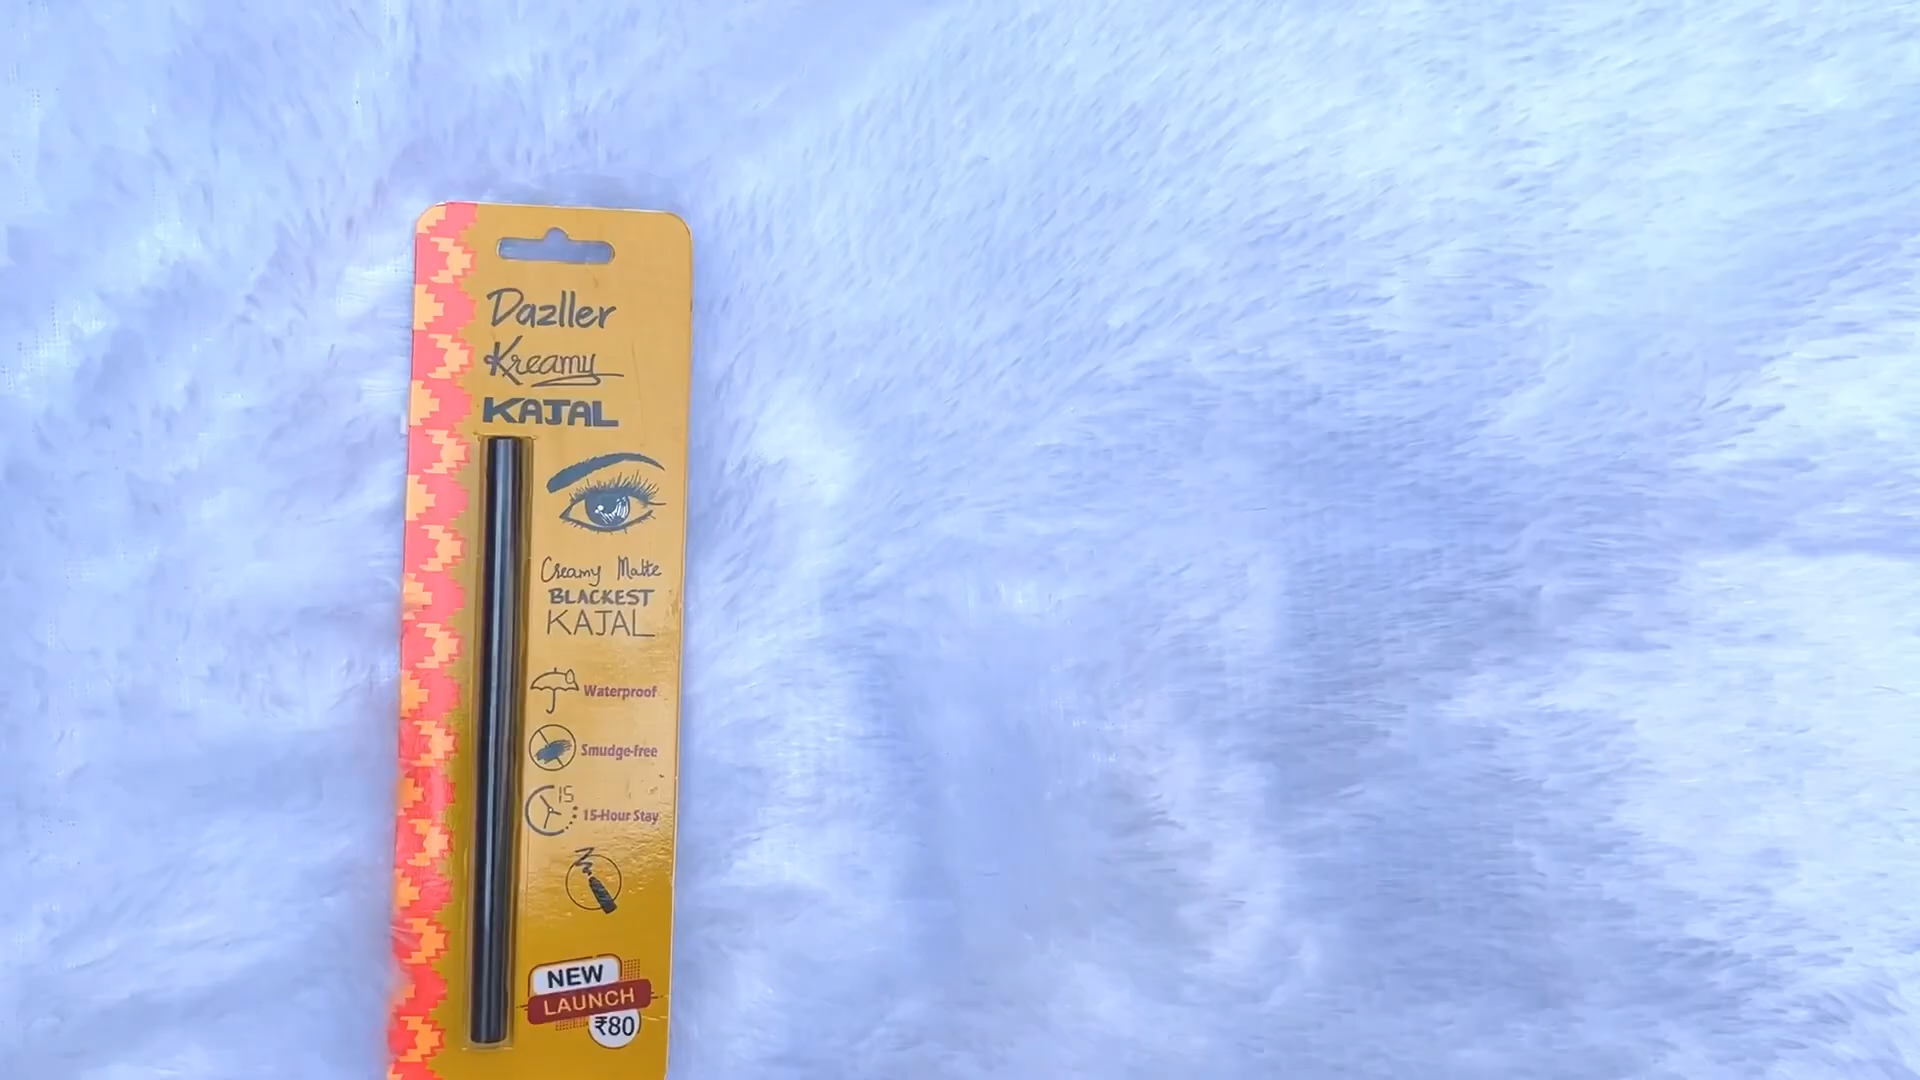 Dazller
Kreamy
KAJAL
Creamy Matte
BLACKEST
KAJAL
Waterproof
Smudge-free
15
15-Hour Stay
NEW
LAUNCH
₹80